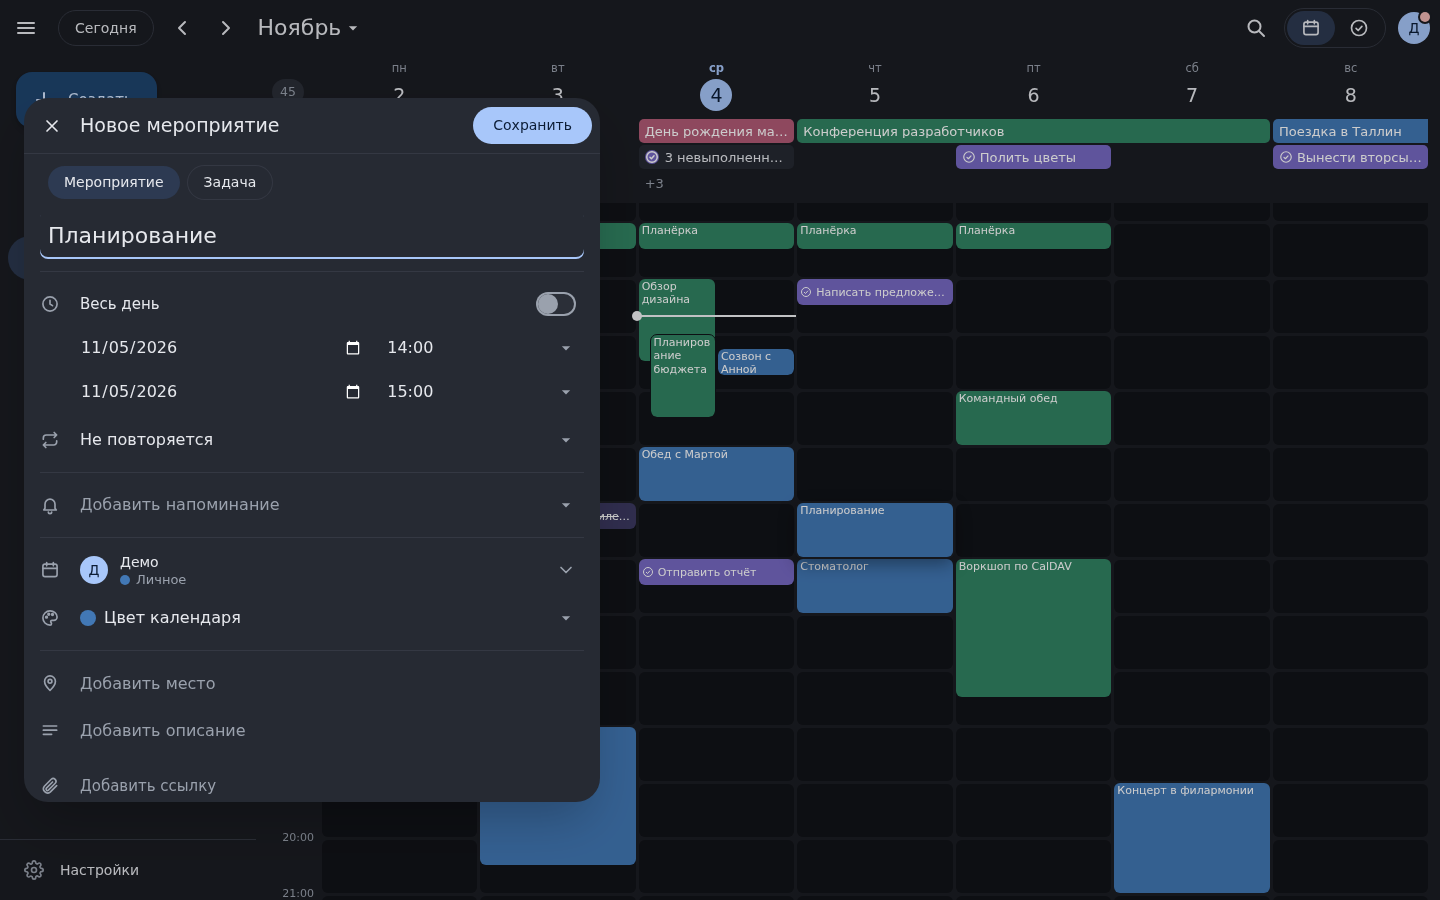 Сегодня
Ноябрь
Д
45
пн
2
вт
3
ср
4
чт
5
пт
6
сб
7
вс
8
День рождения ма…
Конференция разработчиков
Поездка в Таллин
3 невыполненн…
Полить цветы
Вынести вторсы…
+3
Новое мероприятие
Сохранить
Мероприятие
Задача
Планирование
Весь день
11/05/2026
14:00
11/05/2026
15:00
Не повторяется
Добавить напоминание
Д
Демо
Личное
Цвет календаря
Добавить место
Добавить описание
Добавить ссылку
Планёрка
Планёрка
Планёрка
Обзор
дизайна
Написать предложе…
Планиров
ание
бюджета
Созвон с
Анной
Командный обед
Обед с Мартой
Планирование
Отправить отчёт
Стоматолог
Воркшоп по CalDAV
Концерт в филармонии
20:00
21:00
Настройки